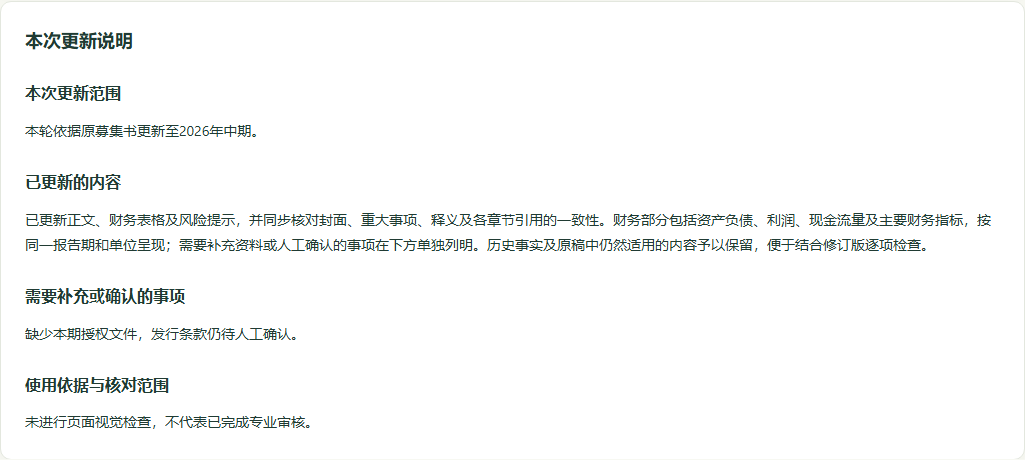 本次更新说明
本次更新范围
本轮依据原募集书更新至2026年中期。
已更新的内容
已更新正文、财务表格及风险提示，并同步核对封面、重大事项、释义及各章节引用的一致性。财务部分包括资产负债、利润、现金流量及主要财务指标，按
同一报告期和单位呈现；需要补充资料或人工确认的事项在下方单独列明。历史事实及原稿中仍然适用的内容予以保留，便于结合修订版逐项检查。
需要补充或确认的事项
缺少本期授权文件，发行条款仍待人工确认。
使用依据与核对范围
未进行页面视觉检查，不代表已完成专业审核。